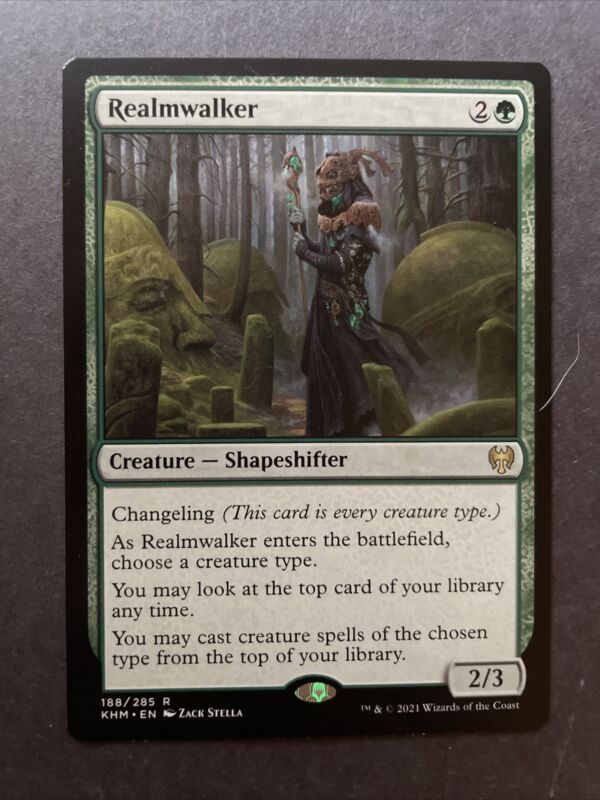 Realmwalker 2
Creature — Shapeshifter
Changeling (This card is every creature type.)
As Realmwalker enters the battlefield,
choose a creature type.
You may look at the top card of your library
any time.
You may cast creature spells of the chosen
type from the top of your library.
2/3
188/285 R
KHM • EN Zack Stella
™ & © 2021 Wizards of the Coast